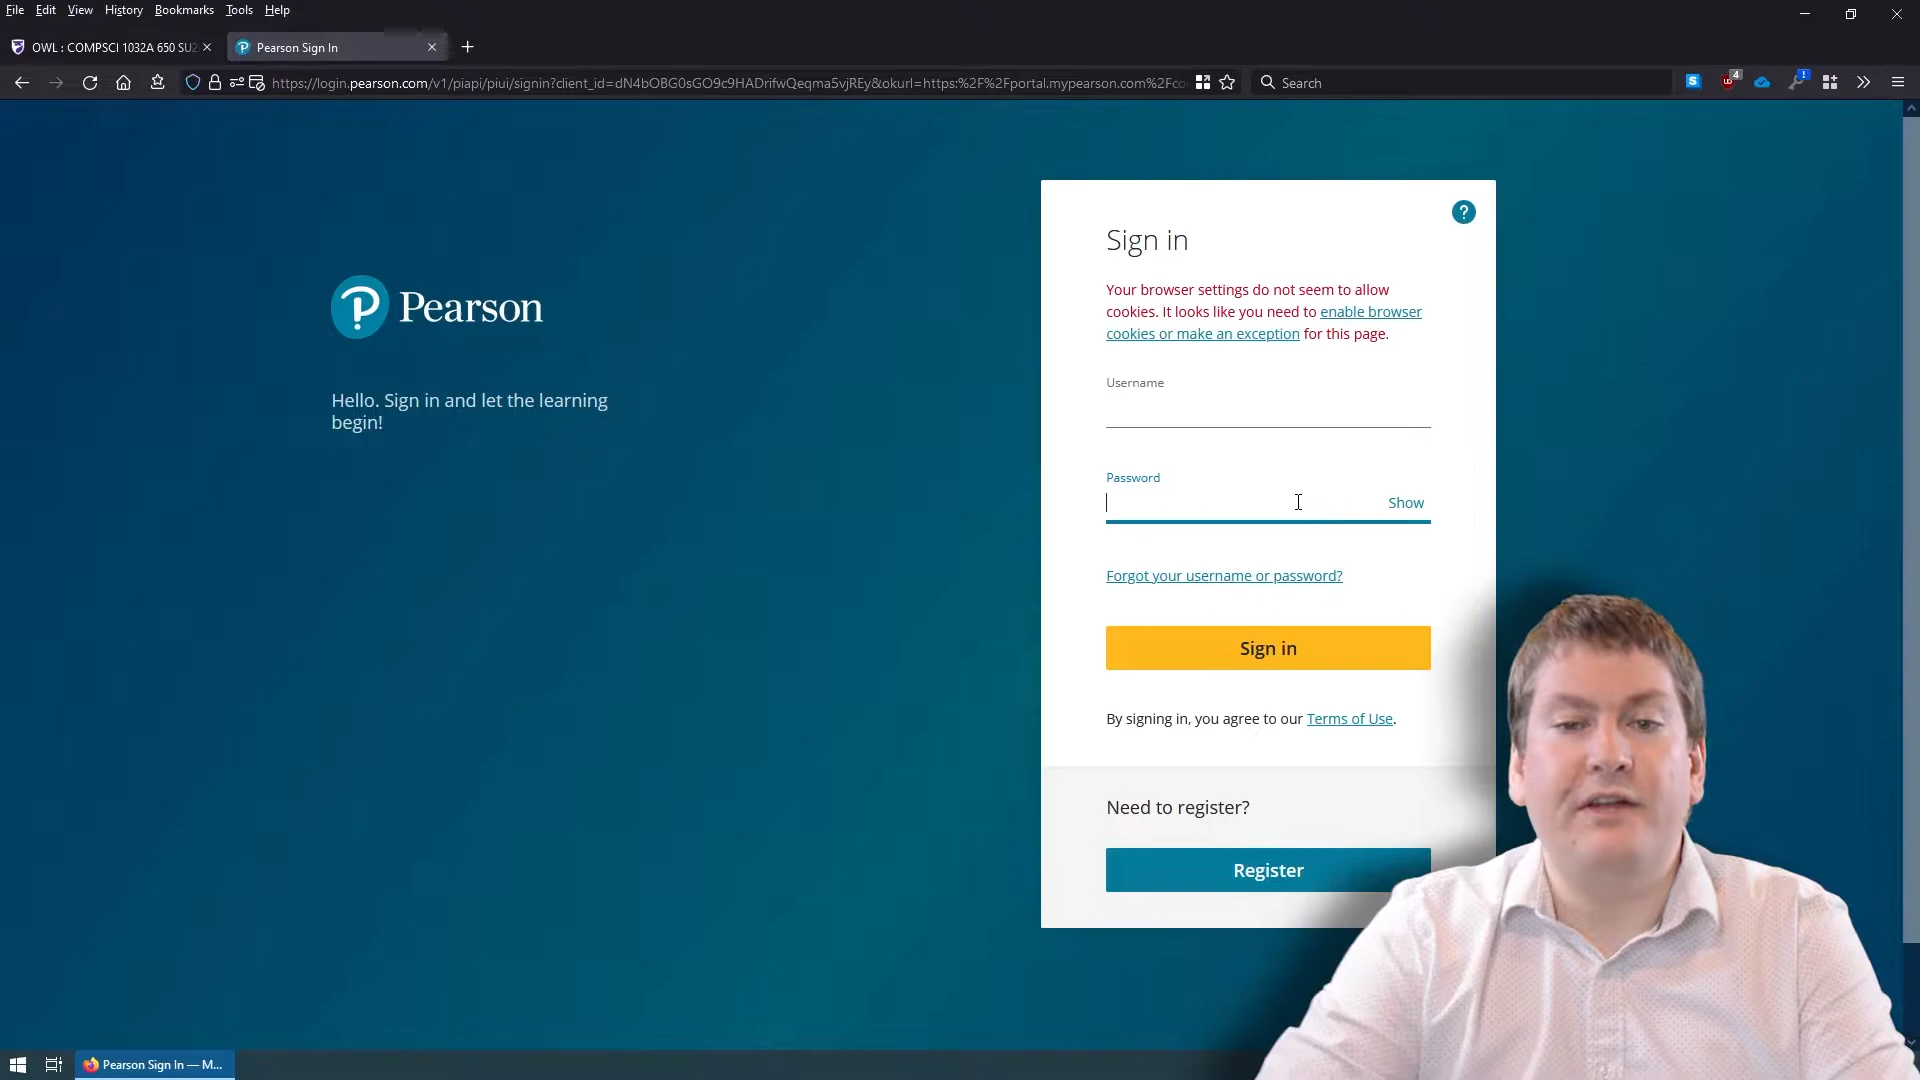 File Edit View History Bookmarks Tools Help
OWL : COMPSCI 1032A 650 SU2
Pearson Sign In
https://login.pearson.com/v1/piapi/piui/signin?client_id=dN4bOBG0sGO9c9HADrifwQeqma5vjREy&okurl=https:%2F%2Fportal.mypearson.com%2Fco
Search
4
Sign in
?
Your browser settings do not seem to allow
cookies. It looks like you need to enable browser
cookies or make an exception for this page.
Pearson
Hello. Sign in and let the learning
begin!
Username
Password
Show
Forgot your username or password?
Sign in
By signing in, you agree to our Terms of Use.
Need to register?
Register
Pearson Sign In — M...